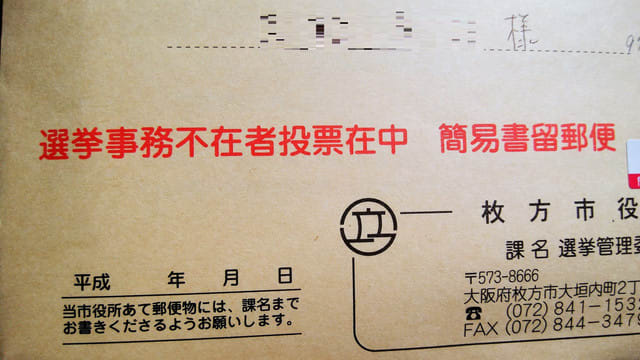 様
選挙事務不在者投票在中 簡易書留郵便
枚方市役
課名 選挙管理委
〒573-8666
大阪府枚方市大垣内町2丁
☎ (072) 841-153
FAX (072) 844-347
平成 年 月 日
当市役所あて郵便物には、課名まで
お書きくださるようお願いします。